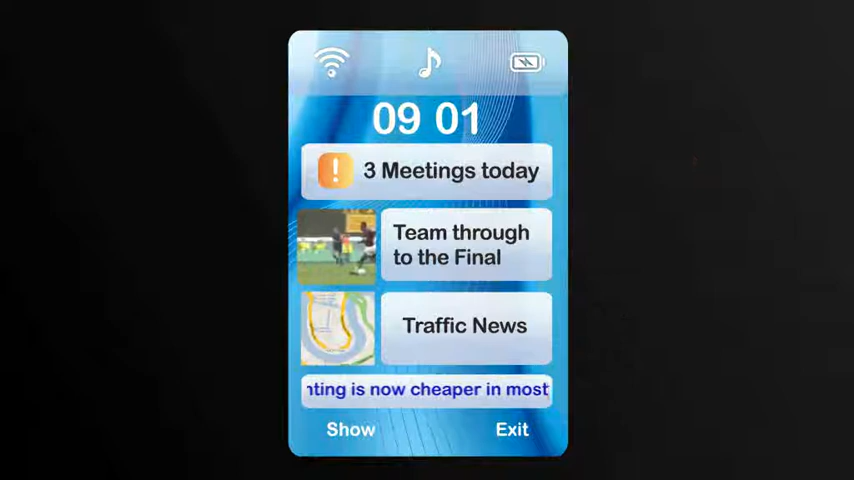 09 01
3 Meetings today
Team through
to the Final
Traffic News
is now cheaper in most
Show
Exit